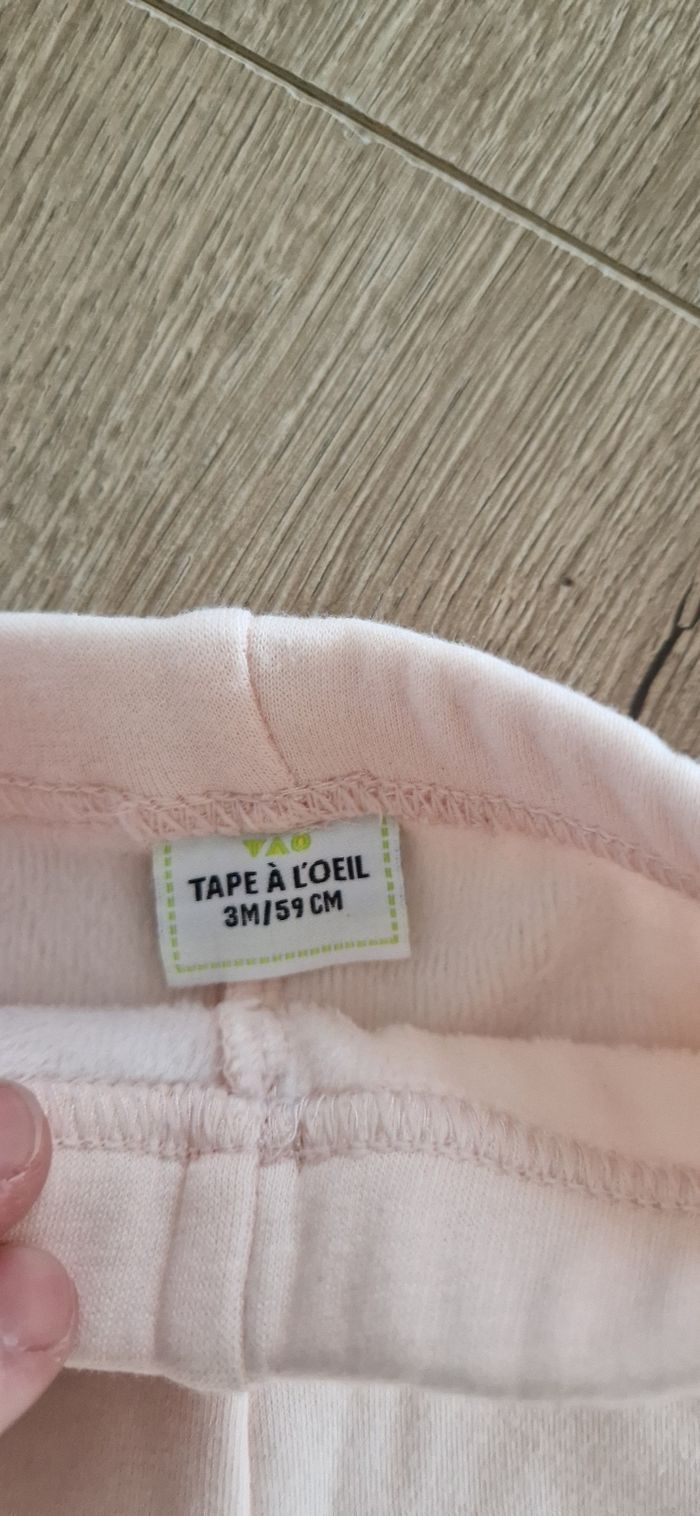 TAO
TAPE À L'OEIL
3M/59 CM